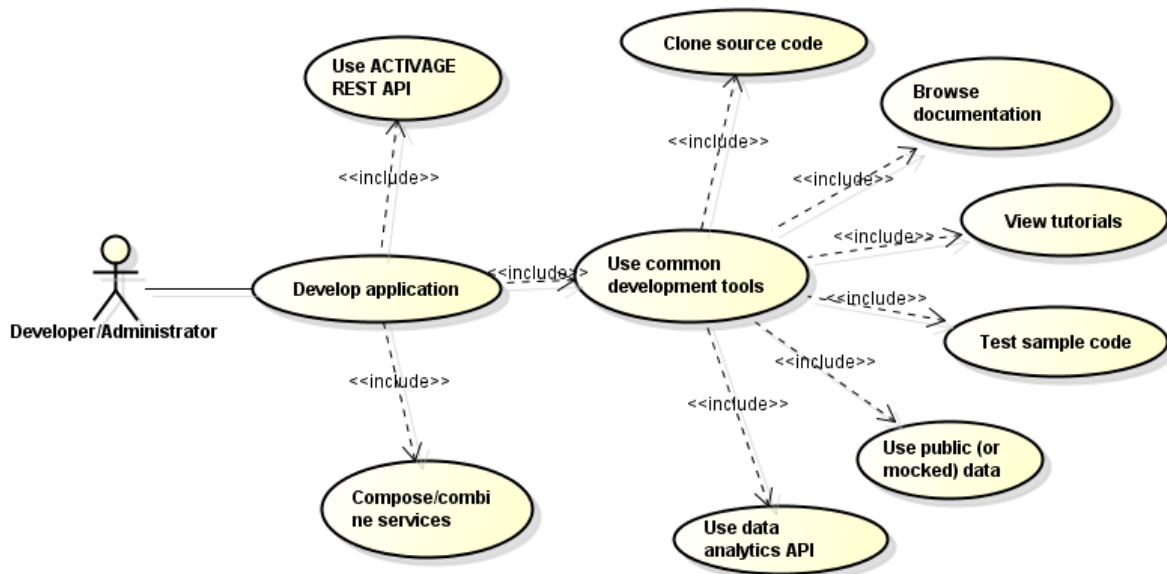 Clone source code
Use ACTIVAGE
REST API
Browse
documentation
<<include>>
<<include>>
<<include>>
View tutorials
<<include>>
Use common
development tools
<<include>>
Develop application
<<include>>
Developer/Administrator
Test sample code
<<include>>
<<include>>
<<include>>
Use public (or
mocked) data
Compose/combi
ne services
Use data
analytics API